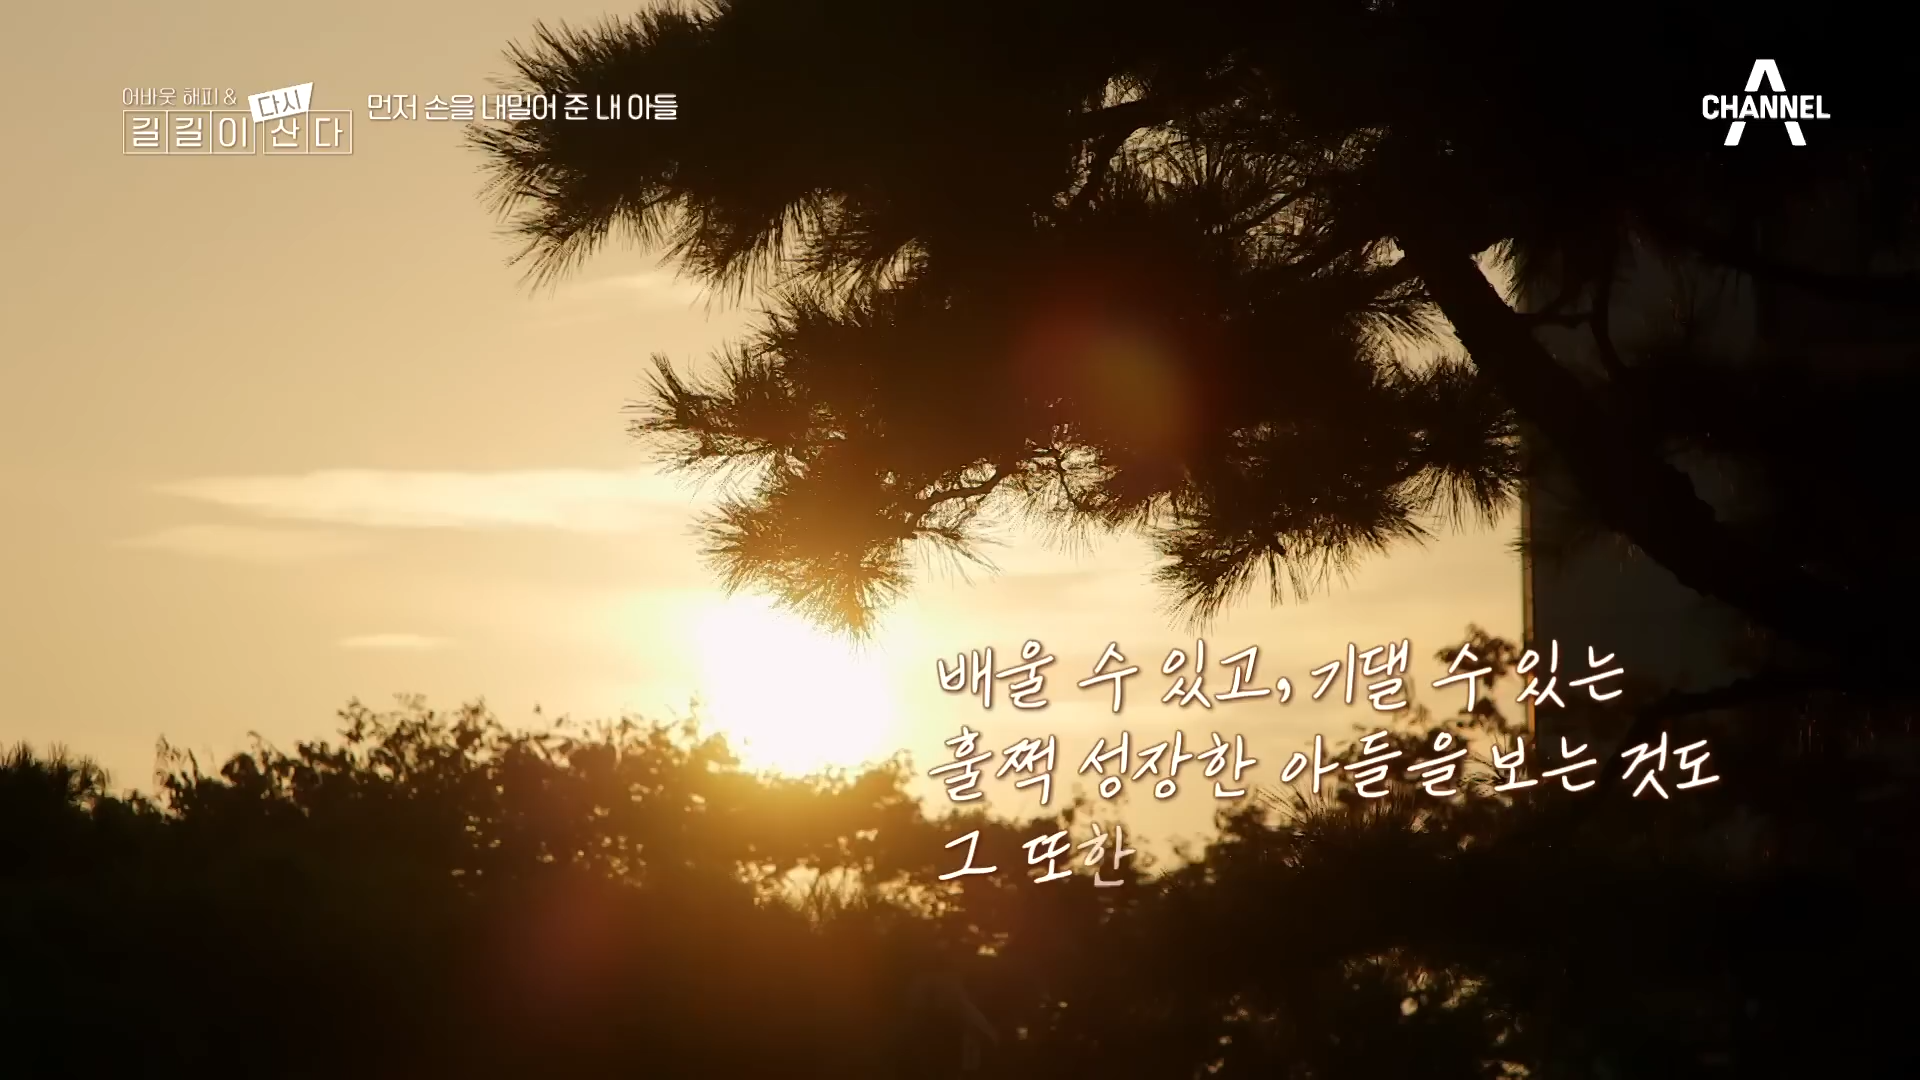 어바웃 해피 &
다시
길길이 산다
먼저 손을 내밀어 준 내 아들
CHANNEL A
배울 수 있고, 기댈 수 있는
훌쩍 성장한 아들을 보는 것도
그 또한